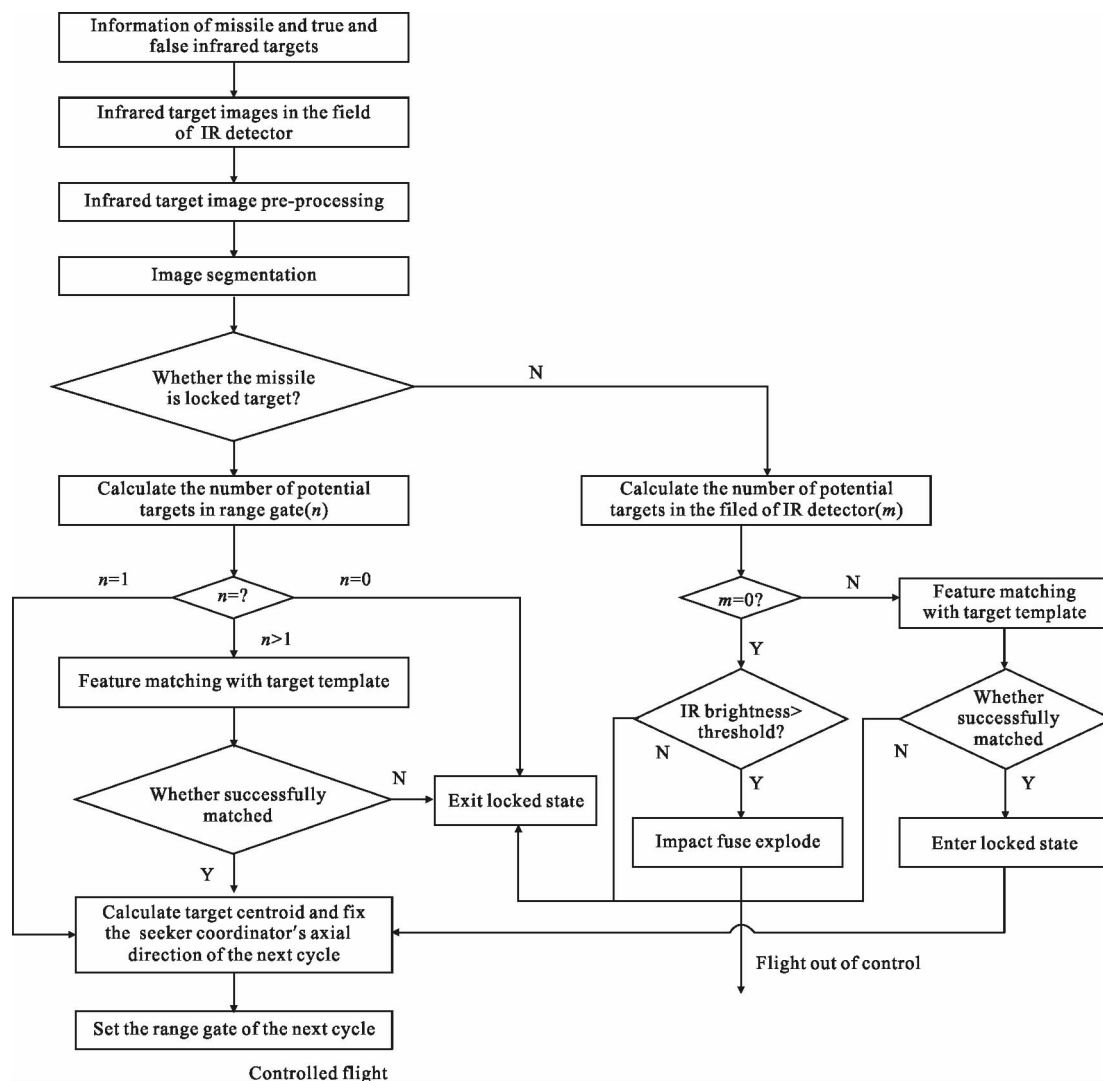 Information of missile and true and
false infrared targets
Infrared target images in the field
of IR detector
Infrared target image pre-processing
Image segmentation
Whether the missile
is locked target?
N
Calculate the number of potential
targets in range gate(n)
Calculate the number of potential
targets in the filed of IR detector(m)
n=1
n=?
n=0
n>1
m=0?
N
Y
Feature matching
with target template
Feature matching with target template
IR brightness>
threshold?
N
Y
Whether
successfully
matched
N
Y
Whether successfully
matched
N
Y
Exit locked state
Impact fuse explode
Enter locked state
Calculate target centroid and fix
the seeker coordinator's axial
direction of the next cycle
Flight out of control
Set the range gate of the next cycle
Controlled flight